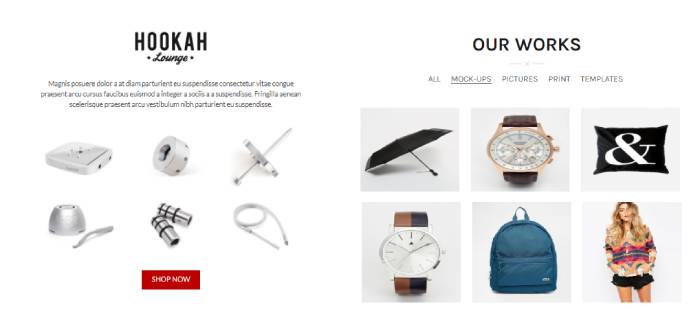 HOOKAH
Lounge
Magnis posuere dolor a at diam parturient eu suspendisse consectetur vitae congue
praesent arcu cursus faucibus euismod a integer a sociis a a suspendisse. Fringilla aenean
scelerisque praesent arcu vestibulum nibh parturient eu suspendisse.
SHOP NOW
OUR WORKS
ALL MOCK-UPS PICTURES PRINT TEMPLATES
&